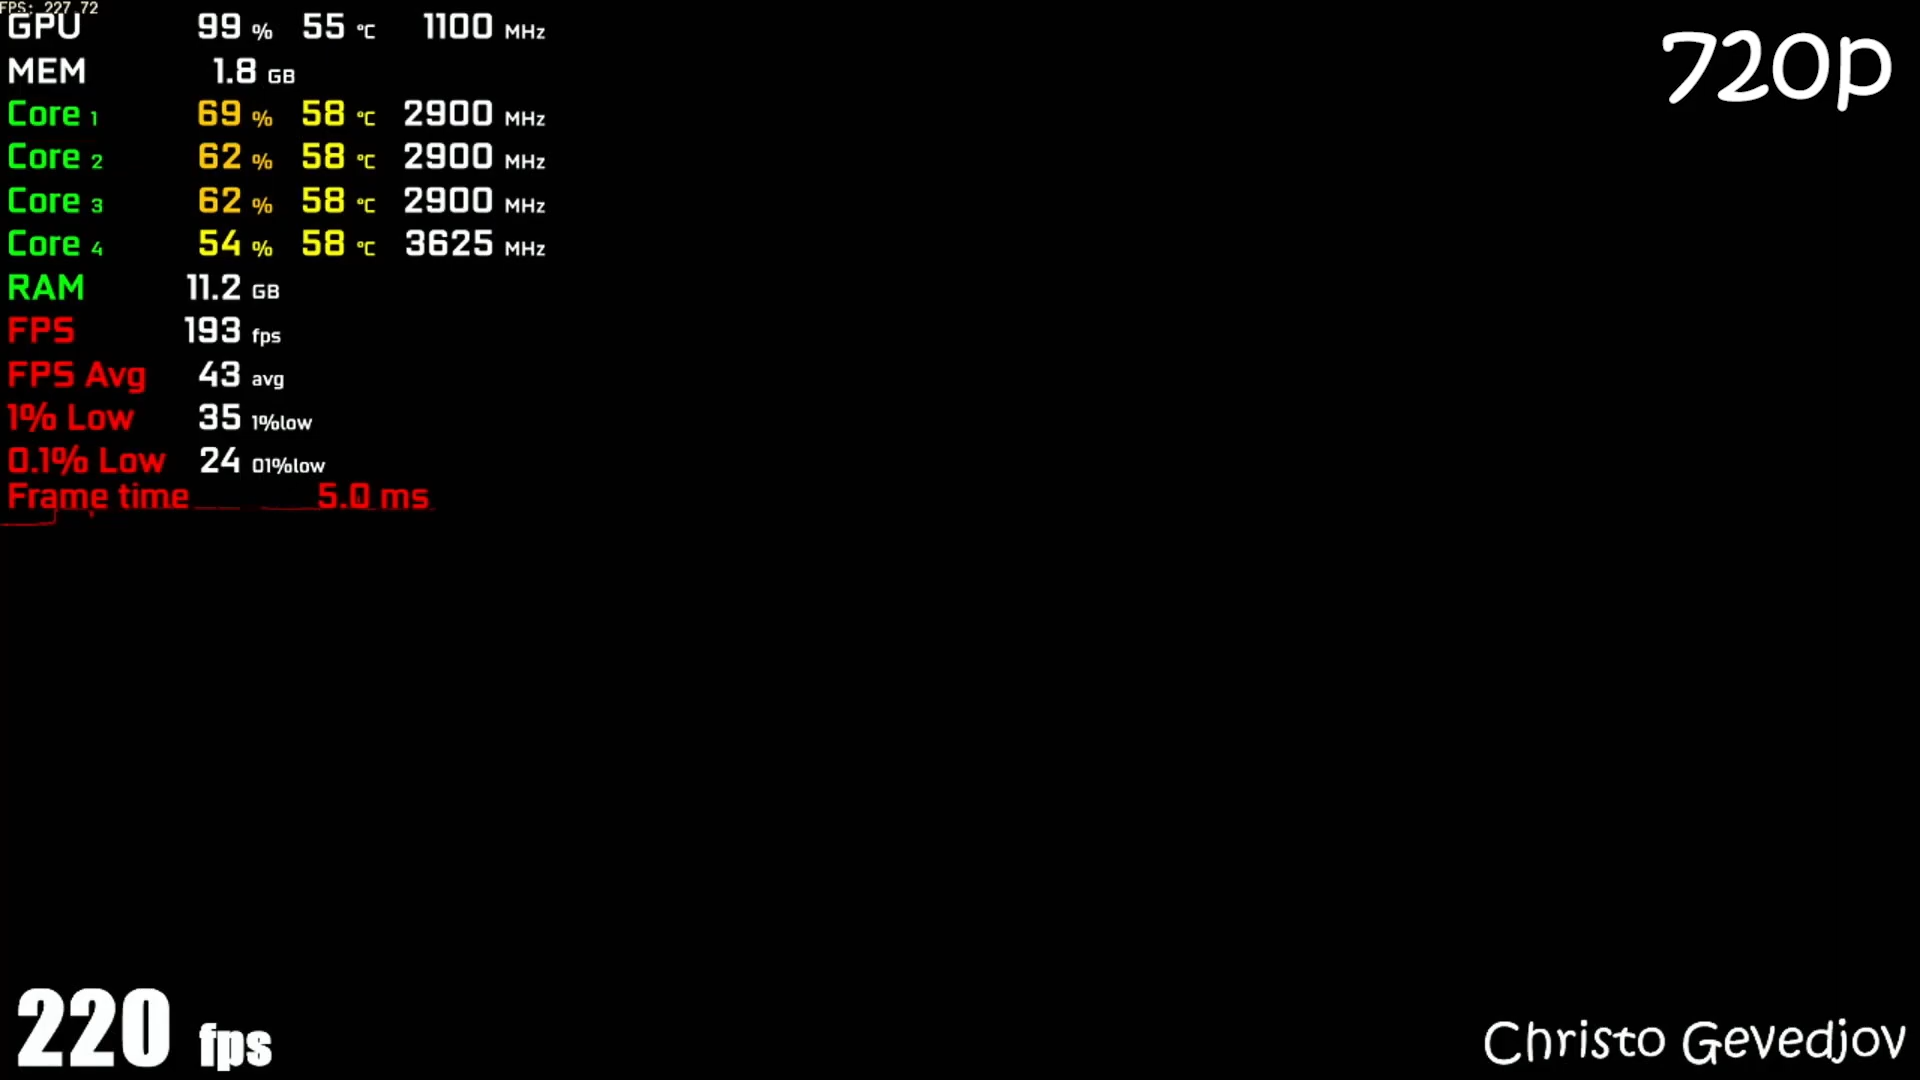 FPS: 227.72
GPU 99 % 55 °C 1100 MHz
MEM 1.8 GB
Core 1 69 % 58 °C 2900 MHz
Core 2 62 % 58 °C 2900 MHz
Core 3 62 % 58 °C 2900 MHz
Core 4 54 % 58 °C 3625 MHz
RAM 11.2 GB
FPS 193 fps
FPS Avg 43 avg
1% Low 35 1%low
0.1% Low 24 01%low
Frame time 5.0 ms
720p
220 fps
Christo Gevedjov